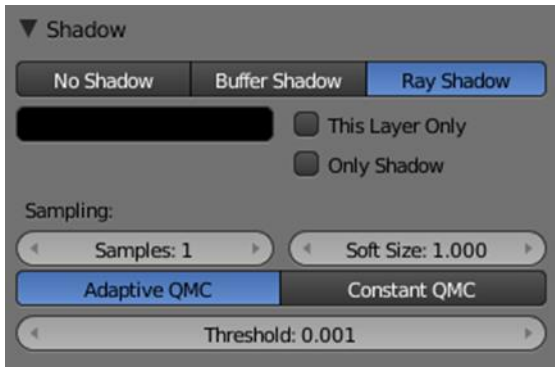 Shadow
No Shadow Buffer Shadow Ray Shadow
This Layer Only
Only Shadow
Sampling:
Samples: 1 Soft Size: 1.000
Adaptive QMC Constant QMC
Threshold: 0.001